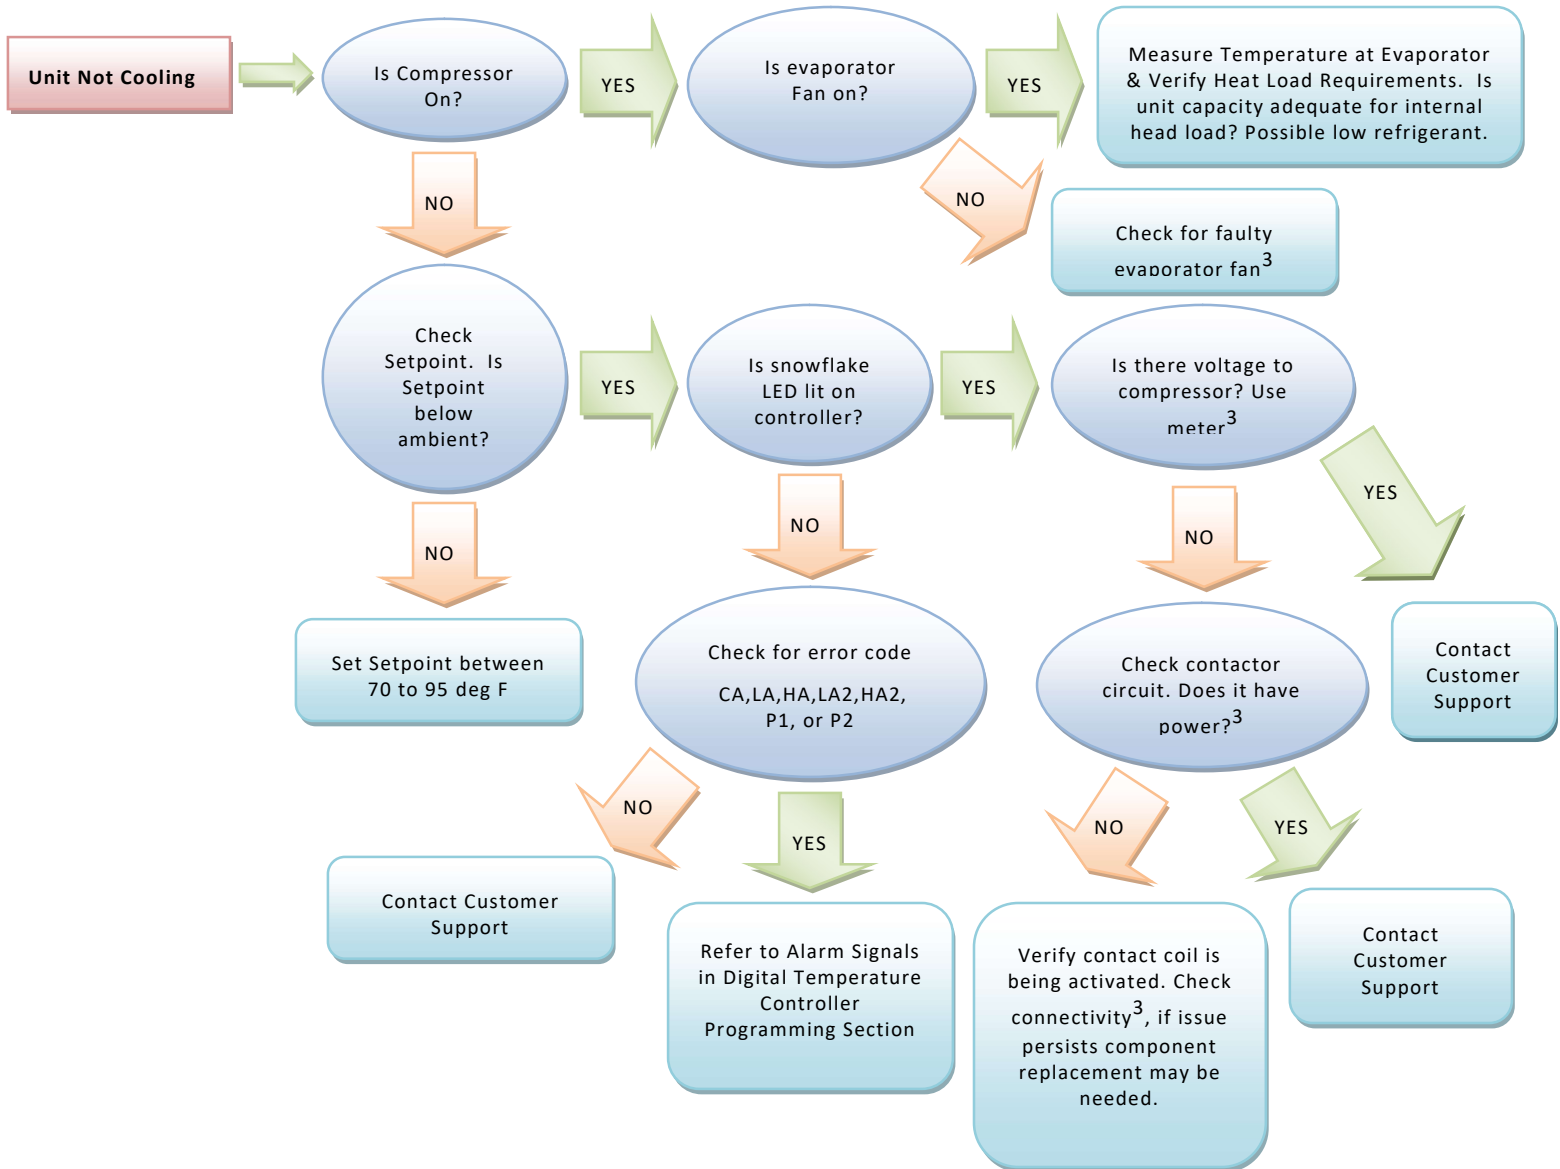 Unit Not Cooling
Is Compressor
On?
YES
Is evaporator
Fan on?
YES
Measure Temperature at Evaporator
& Verify Heat Load Requirements. Is
unit capacity adequate for internal
head load? Possible low refrigerant.
NO
NO
Check for faulty
evaporator fan3
Check
Setpoint. Is
Setpoint
below
ambient?
YES
Is snowflake
LED lit on
controller?
YES
Is there voltage to
compressor? Use
meter3
YES
NO
NO
NO
Set Setpoint between
70 to 95 deg F
Check for error code
CA,LA,HA,LA2,HA2,
P1, or P2
Check contactor
circuit. Does it have
power?3
Contact
Customer
Support
NO
YES
NO
YES
Contact Customer
Support
Refer to Alarm Signals
in Digital Temperature
Controller
Programming Section
Verify contact coil is
being activated. Check
connectivity3, if issue
persists component
replacement may be
needed.
Contact
Customer
Support